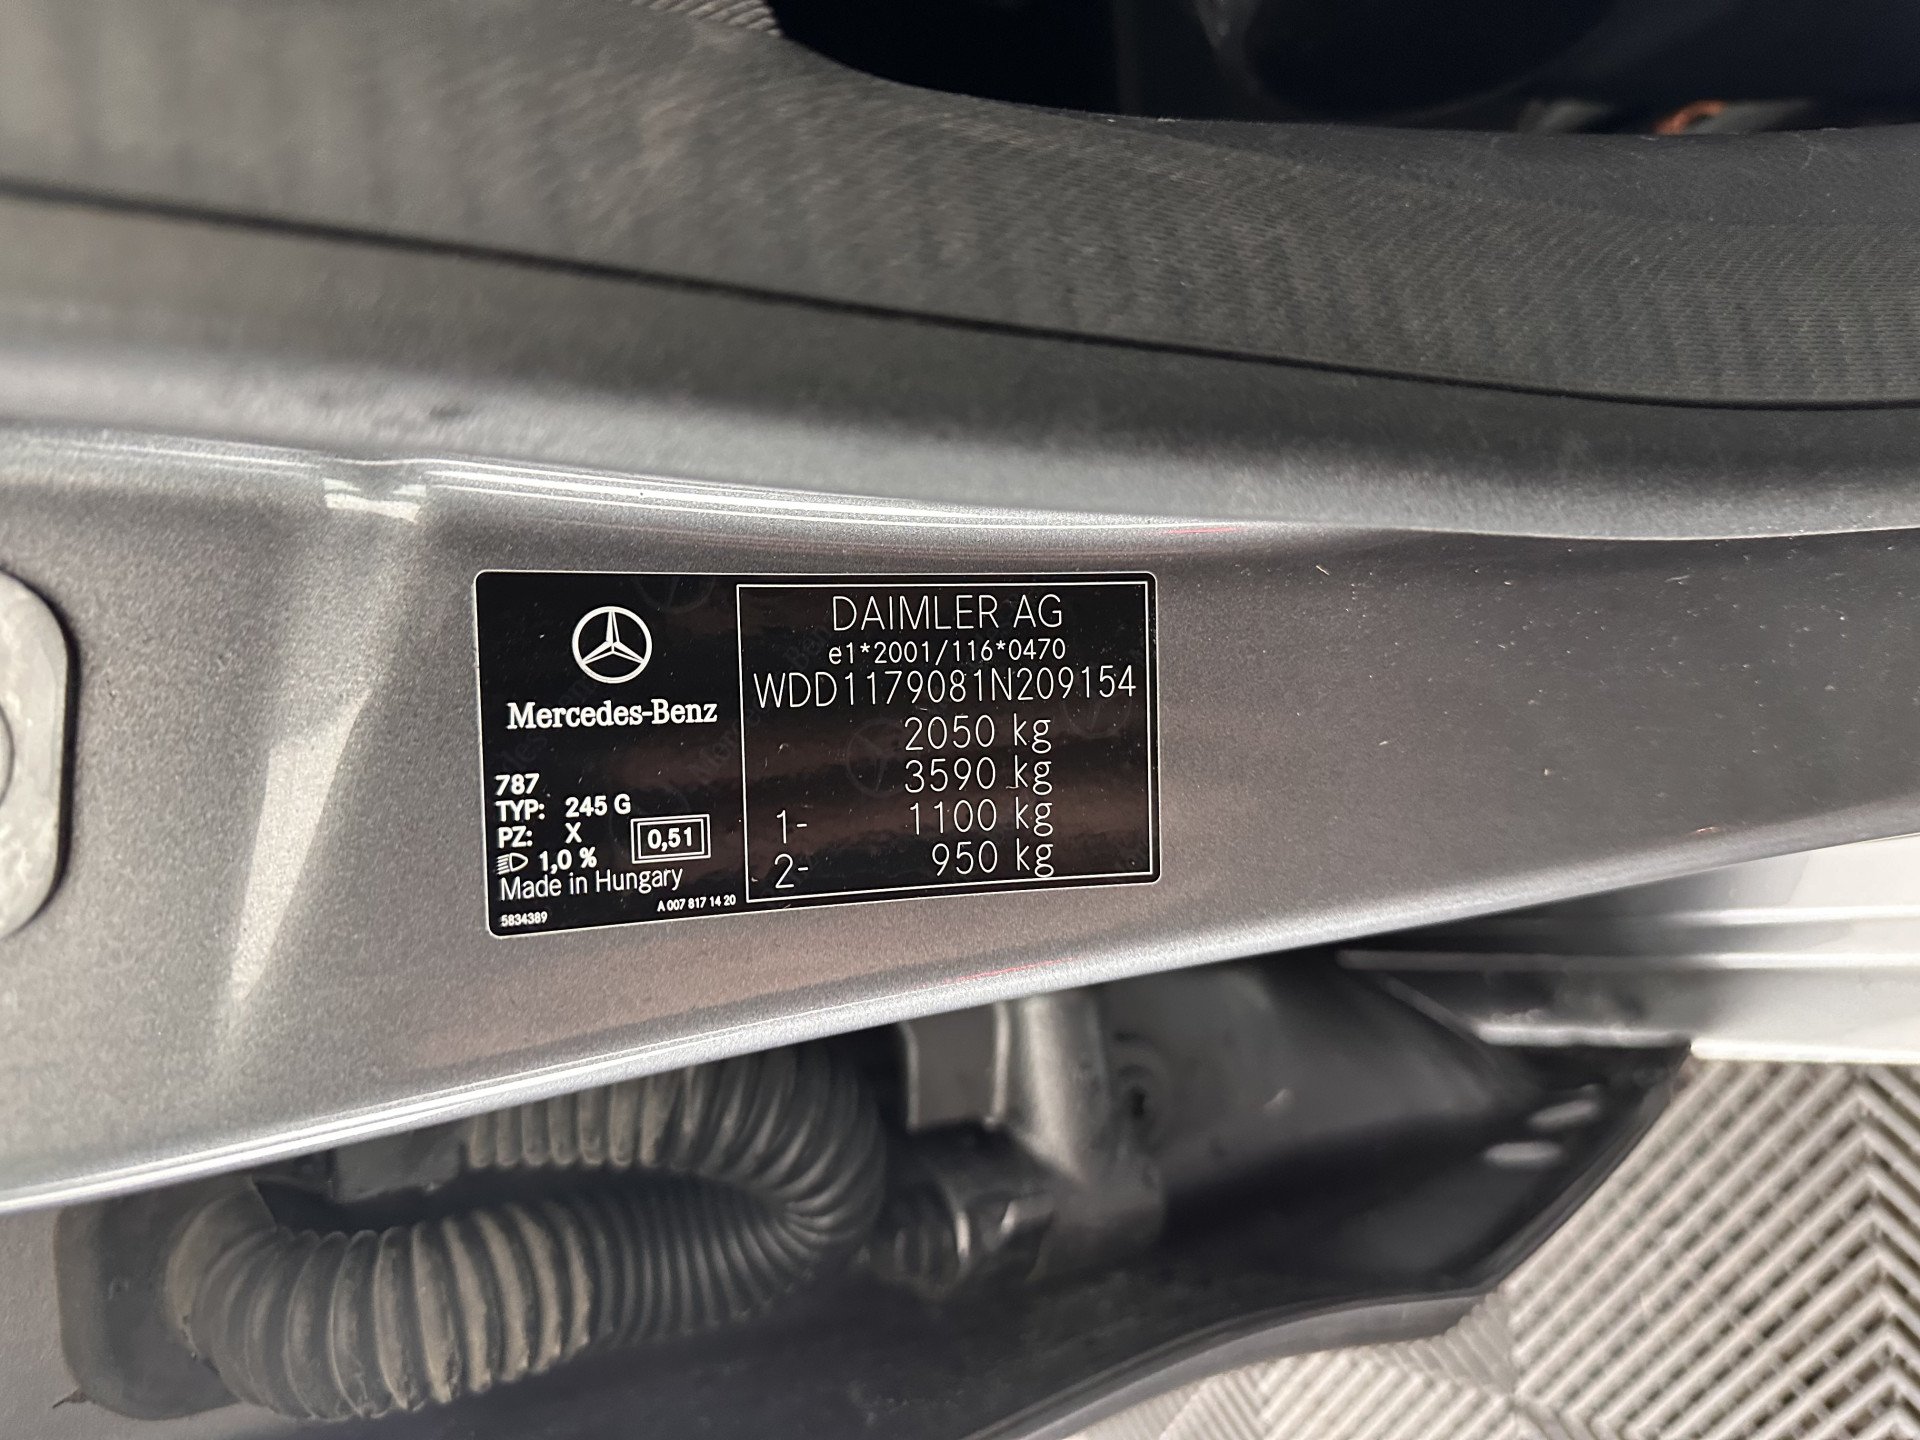 Mercedes-Benz
787
TYP: 245 G
PZ: X
0,51
1,0 %
Made in Hungary
5834389
A 007 817 14 20
DAIMLER AG
e1*2001/116*0470
WDD1179081N209154
2050 kg
3590 kg
1- 1100 kg
2- 950 kg